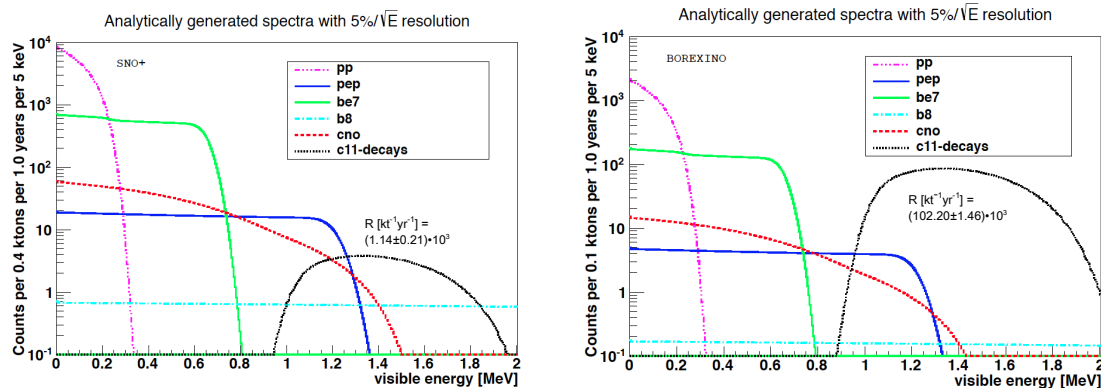 Analytically generated spectra with 5%/√E resolution
Counts per 0.4 ktons per 1.0 years per 5 keV
10⁴
10³
10²
10
1
10⁻¹
SNO+
pp
pep
be7
b8
cno
c11-decays
R [kt⁻¹yr⁻¹] =
(1.14±0.21)•10³
0 0.2 0.4 0.6 0.8 1 1.2 1.4 1.6 1.8 2
visible energy [MeV]
Analytically generated spectra with 5%/√E resolution
Counts per 0.1 ktons per 1.0 years per 5 keV
10⁴
10³
10²
10
1
10⁻¹
BOREXINO
pp
pep
be7
b8
cno
c11-decays
R [kt⁻¹yr⁻¹] =
(102.20±1.46)•10³
0 0.2 0.4 0.6 0.8 1 1.2 1.4 1.6 1.8 2
visible energy [MeV]